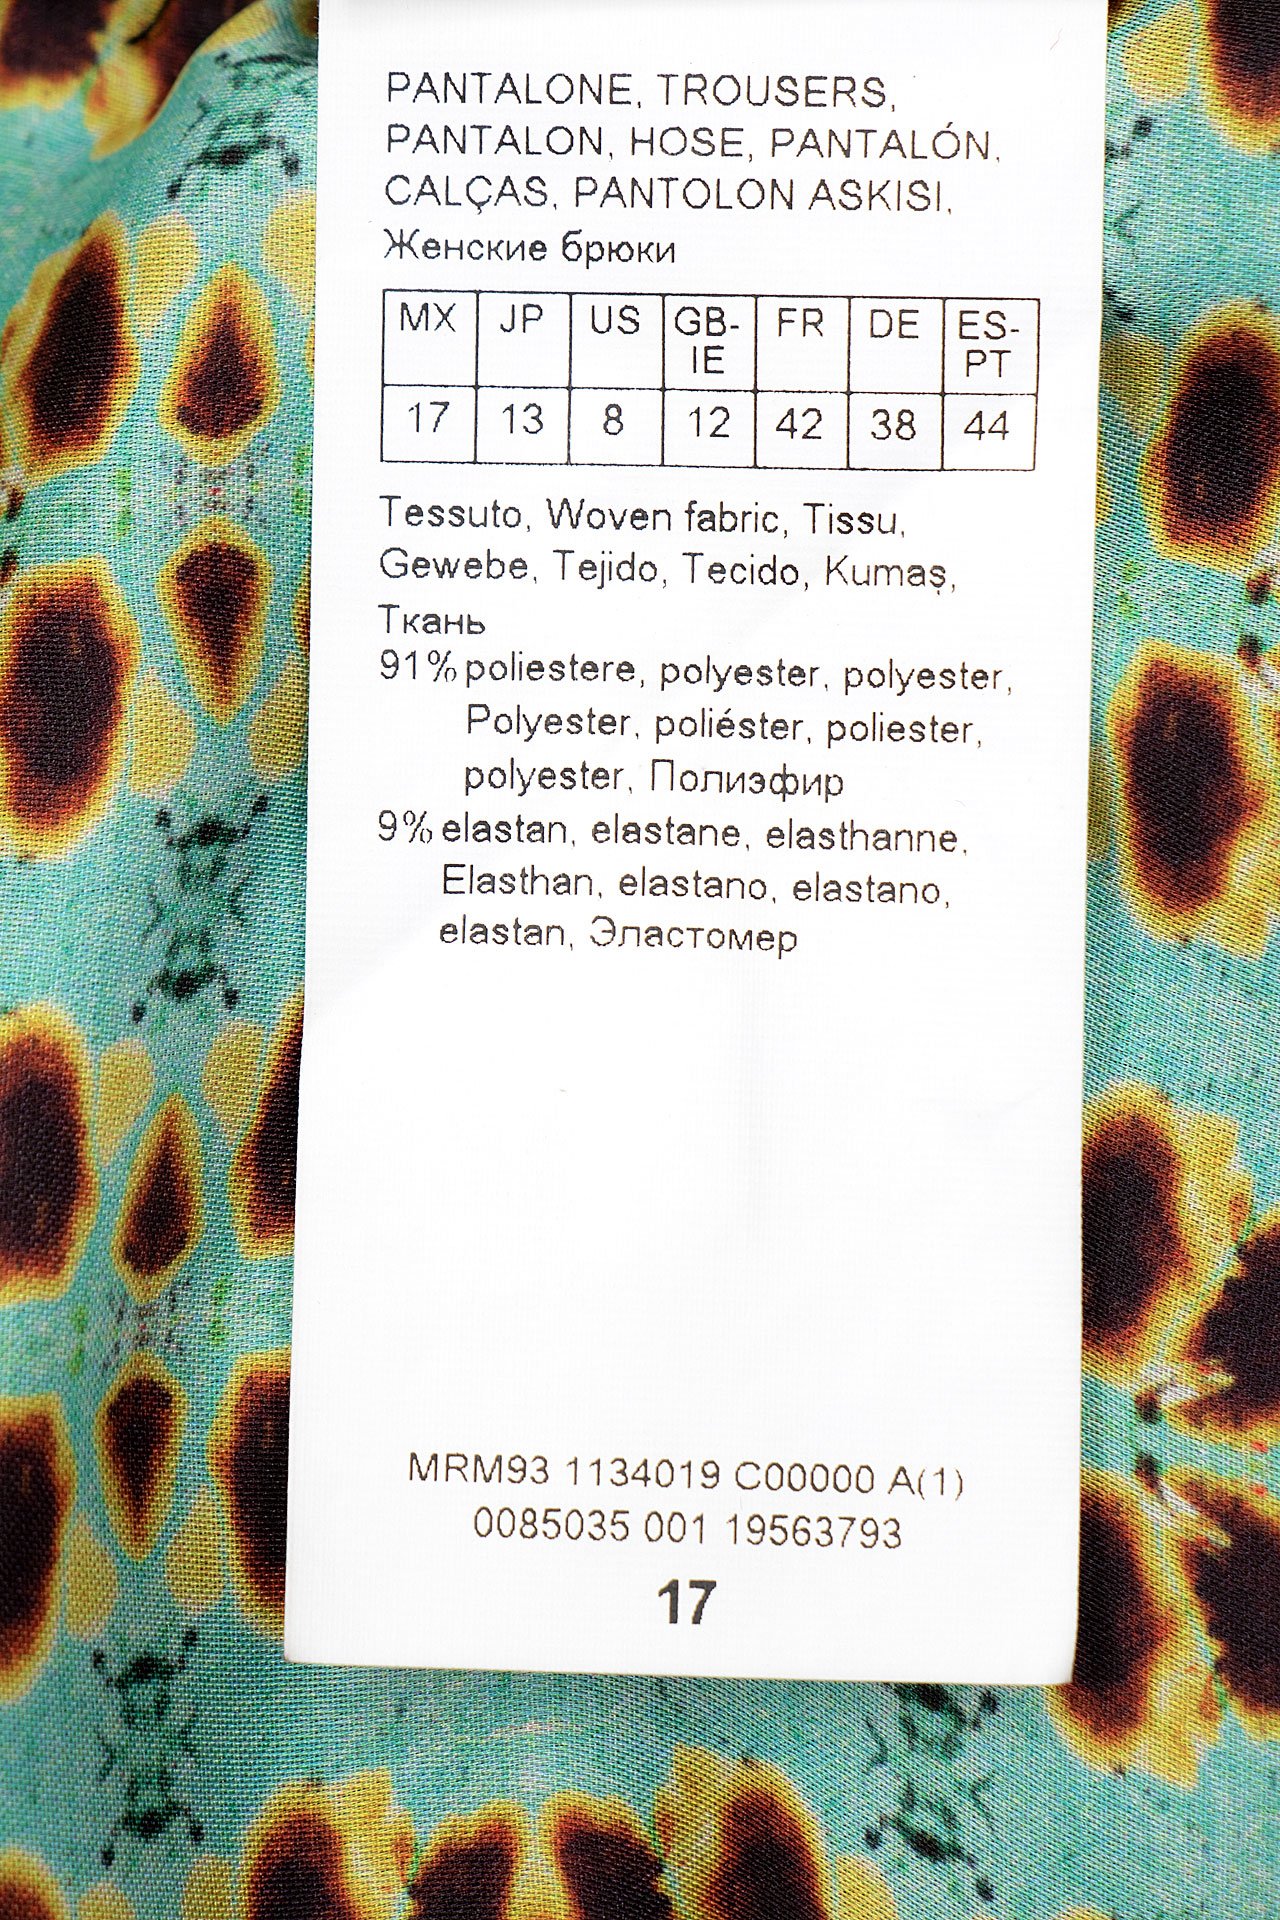 PANTALONE, TROUSERS,
PANTALON, HOSE, PANTALÓN,
CALÇAS, PANTOLON ASKISI,
Женские брюки
MX JP US GB-IE FR DE ES-PT
17 13 8 12 42 38 44
Tessuto, Woven fabric, Tissu,
Gewebe, Tejido, Tecido, Kumaş,
Ткань
91% poliestere, polyester, polyester,
Polyester, poliéster, poliester,
polyester, Полиэфир
9% elastan, elastane, elasthanne,
Elasthan, elastano, elastano,
elastan, Эластомер
MRM93 1134019 C00000 A(1)
0085035 001 19563793
17